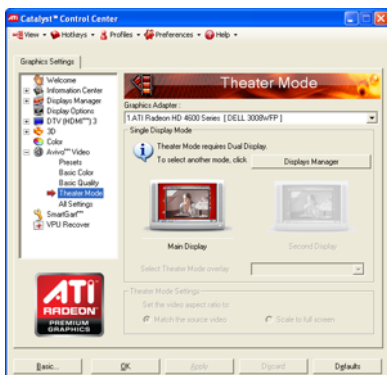 Catalyst™ Control Center
View Hotkeys Profiles Preferences Help
Graphics Settings
Welcome
Information Center
Displays Manager
Display Options
DTV (HDMI™) 3
3D
Color
Avivo™ Video
Presets
Basic Color
Basic Quality
Theater Mode
All Settings
SmartGart™
VPU Recover
ATI
RADEON
PREMIUM
GRAPHICS
Theater Mode
Graphics Adapter:
1.ATI Radeon HD 4600 Series [ DELL 3008WFP ]
Single Display Mode
Theater Mode requires Dual Display.
To select another mode, click
Displays Manager
Main Display
Second Display
Select Theater Mode overlay
Theater Mode Settings
Set the video aspect ratio to:
Match the source video
Scale to full screen
Basic...
OK
Apply
Discard
Defaults